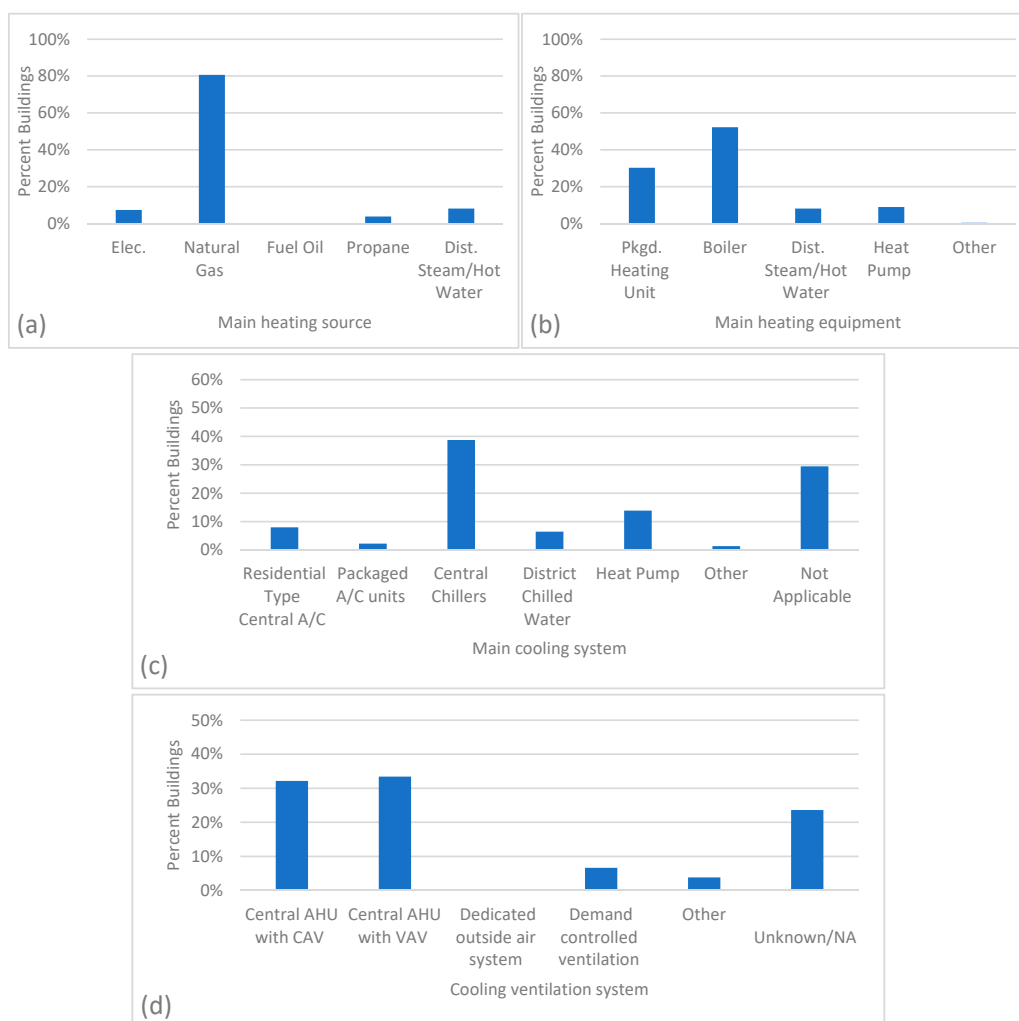 100%
80%
60%
40%
20%
0%
Percent Buildings
Elec.
Natural
Gas
Fuel Oil
Propane
Dist.
Steam/Hot
Water
Main heating source
(a)
100%
80%
60%
40%
20%
0%
Percent Buildings
Pkgd.
Heating
Unit
Boiler
Dist.
Steam/Hot
Water
Heat
Pump
Other
Main heating equipment
(b)
60%
50%
40%
30%
20%
10%
0%
Percent Buildings
Residential
Type
Central A/C
Packaged
A/C units
Central
Chillers
District
Chilled
Water
Heat Pump
Other
Not
Applicable
Main cooling system
(c)
50%
40%
30%
20%
10%
0%
Percent Buildings
Central AHU
with CAV
Central AHU
with VAV
Dedicated
outside air
system
Demand
controlled
ventilation
Other
Unknown/NA
Cooling ventilation system
(d)